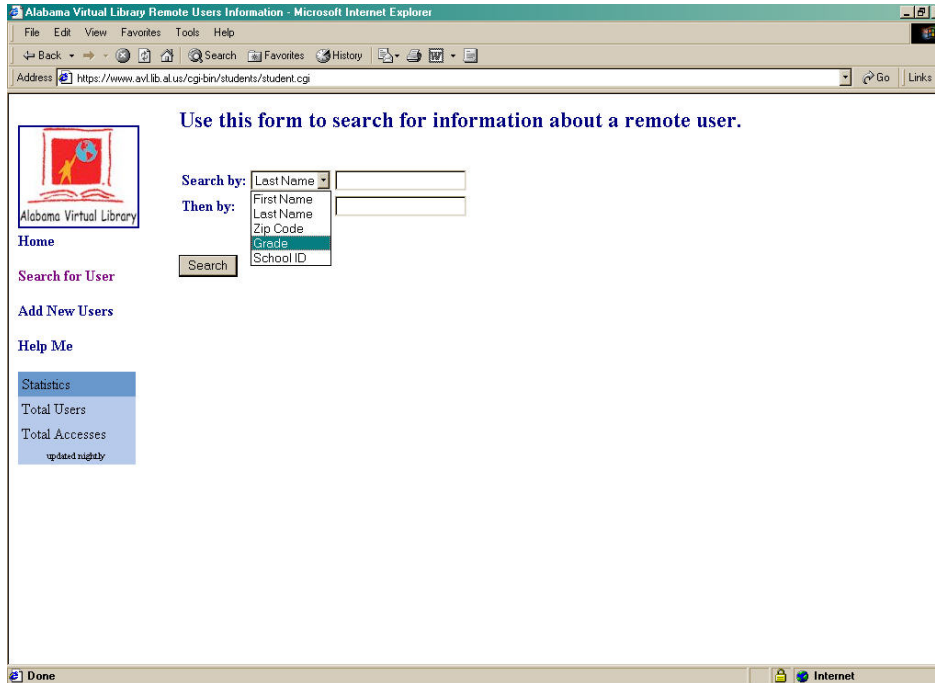 Alabama Virtual Library Remote Users Information - Microsoft Internet Explorer
File Edit View Favorites Tools Help
Back Search Favorites History
Address https://www.avl.lib.al.us/cgi-bin/students/student.cgi Go Links
Use this form to search for information about a remote user.
Alabama Virtual Library
Search by: Last Name
First Name
Then by:
Last Name
Zip Code
Grade
School ID
Search
Home
Search for User
Add New Users
Help Me
Statistics
Total Users
Total Accesses
updated nightly
Done Internet